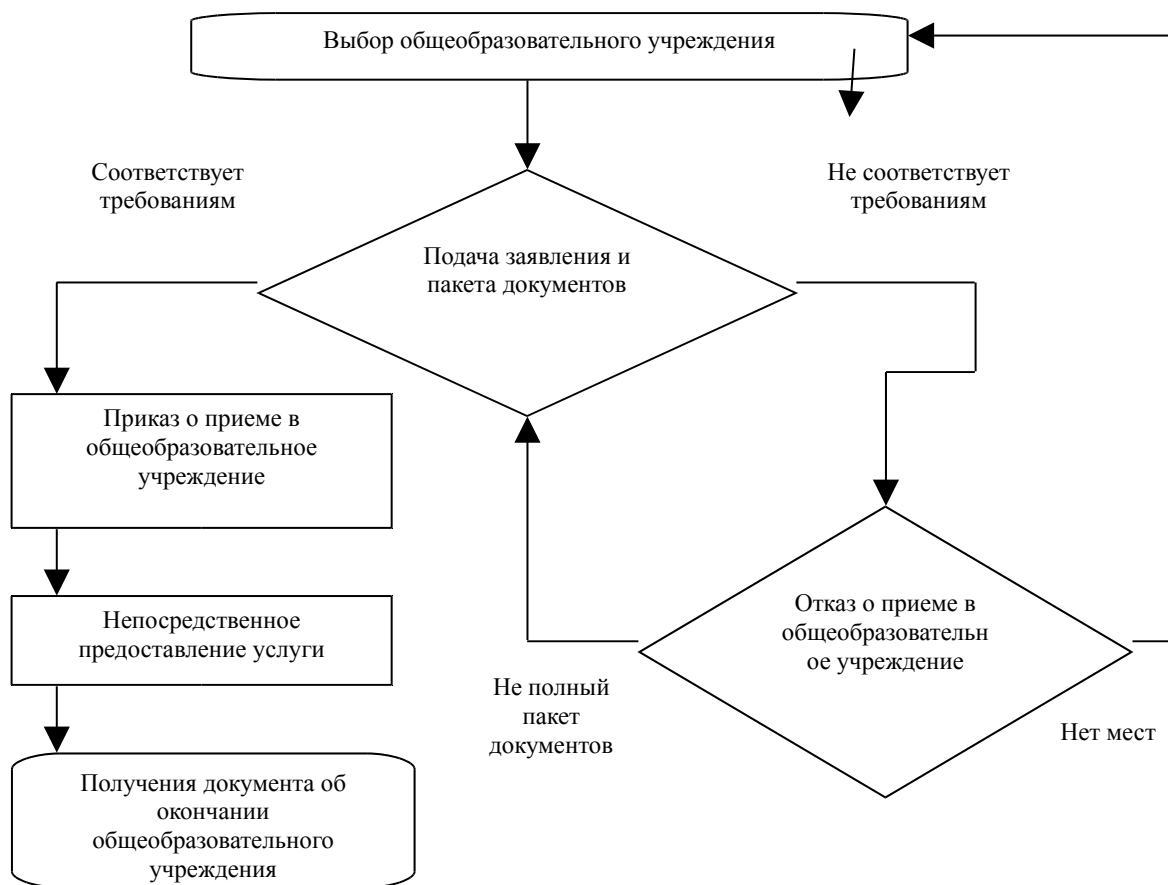 Выбор общеобразовательного учреждения
Соответствует
требованиям
Не соответствует
требованиям
Подача заявления и
пакета документов
Приказ о приеме в
общеобразовательное
учреждение
Непосредственное
предоставление услуги
Отказ о приеме в
общеобразовательн
ое учреждение
Не полный
пакет
документов
Нет мест
Получения документа об
окончании
общеобразовательного
учреждения